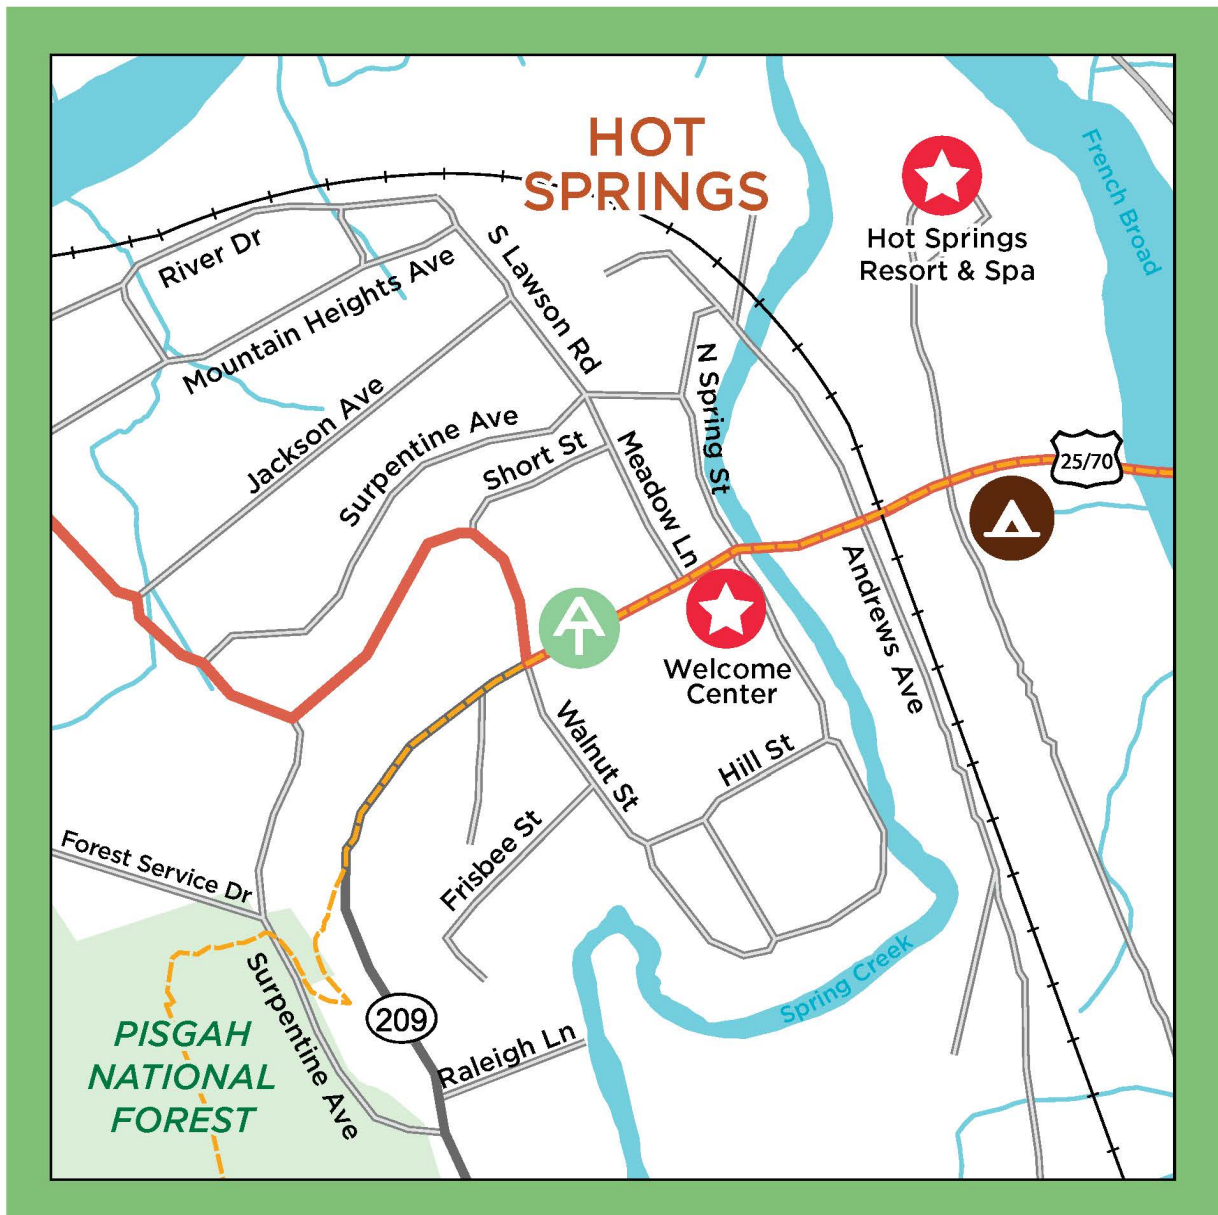 HOT
SPRINGS
French Broad
Hot Springs
Resort & Spa
River Dr
S Lawson Rd
Mountain Heights Ave
N Spring St
Jackson Ave
Surpentine Ave
Short St
Meadow Ln
25/70
Andrews Ave
AT
Welcome
Center
Walnut St
Hill St
Frisbee St
Forest Service Dr
Spring Creek
Surpentine Ave
209
Raleigh Ln
PISGAH
NATIONAL
FOREST